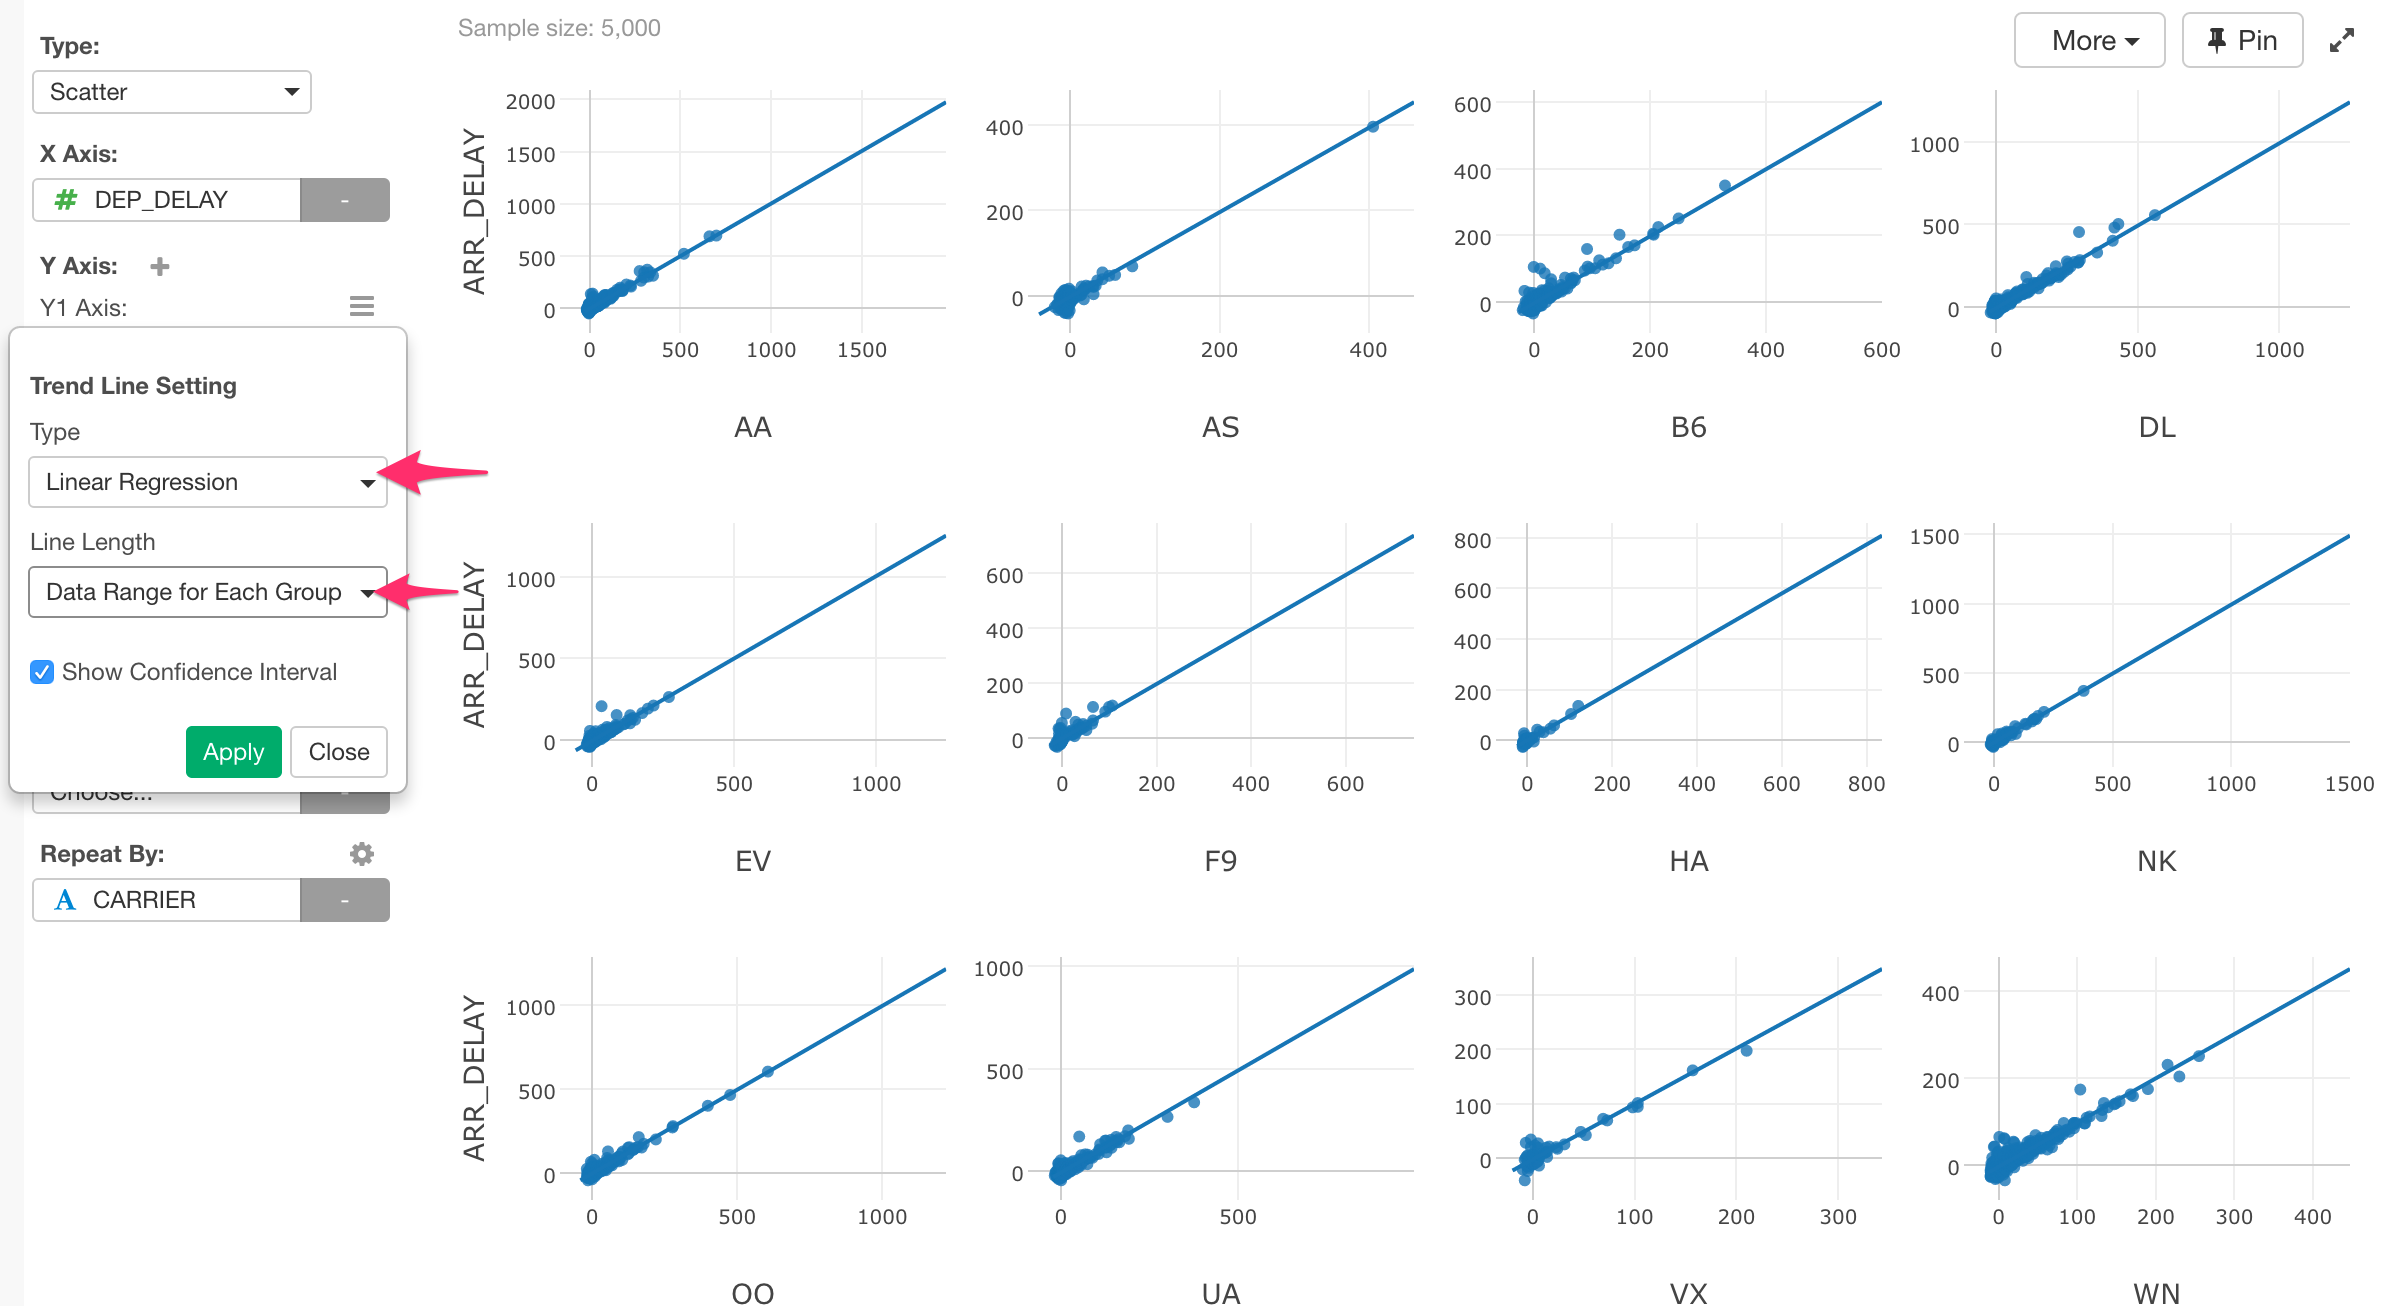 Sample size: 5,000
More
Pin
Type:
Scatter
X Axis:
# DEP_DELAY -
Y Axis: +
Y1 Axis:
Trend Line Setting
Type
Linear Regression
Line Length
Data Range for Each Group
Show Confidence Interval
Apply Close
Choose... -
Repeat By:
A CARRIER -
ARR_DELAY
2000
1500
1000
500
0
0 500 1000 1500
AA
400
200
0
0 200 400
AS
600
400
200
0
0 200 400 600
B6
1000
500
0
0 500 1000
DL
ARR_DELAY
1000
500
0
0 500 1000
EV
600
400
200
0
0 200 400 600
F9
800
600
400
200
0
0 200 400 600 800
HA
1500
1000
500
0
0 500 1000 1500
NK
ARR_DELAY
1000
500
0
0 500 1000
OO
1000
500
0
0 500
UA
300
200
100
0
0 100 200 300
VX
400
200
0
0 100 200 300 400
WN